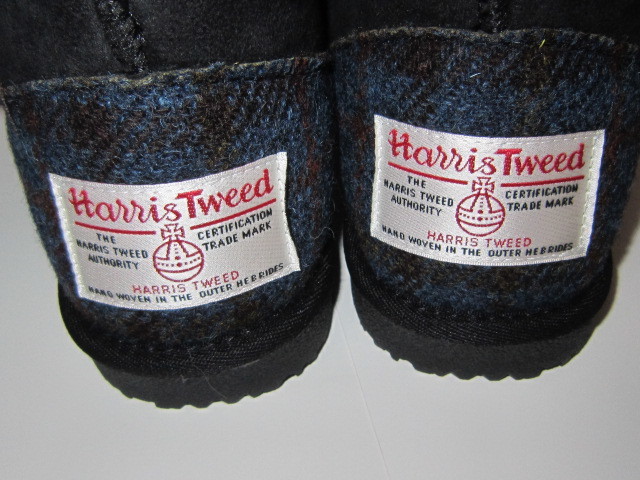 Harris Tweed
THE
HARRIS TWEED
AUTHORITY
CERTIFICATION
TRADE MARK
HARRIS TWEED
HAND WOVEN IN THE OUTER HEBRIDES
Harris Tweed
THE
HARRIS TWEED
AUTHORITY
CERTIFICATION
TRADE MARK
HARRIS TWEED
HAND WOVEN IN THE OUTER HEBRIDES